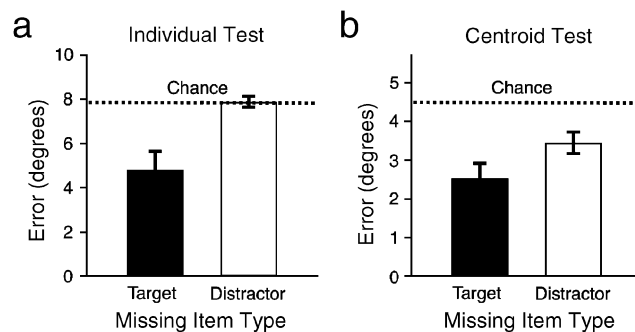 a
Individual Test
Error (degrees)
10
8
6
4
2
0
Chance
Target
Distractor
Missing Item Type
b
Centroid Test
Error (degrees)
5
4
3
2
1
0
Chance
Target
Distractor
Missing Item Type